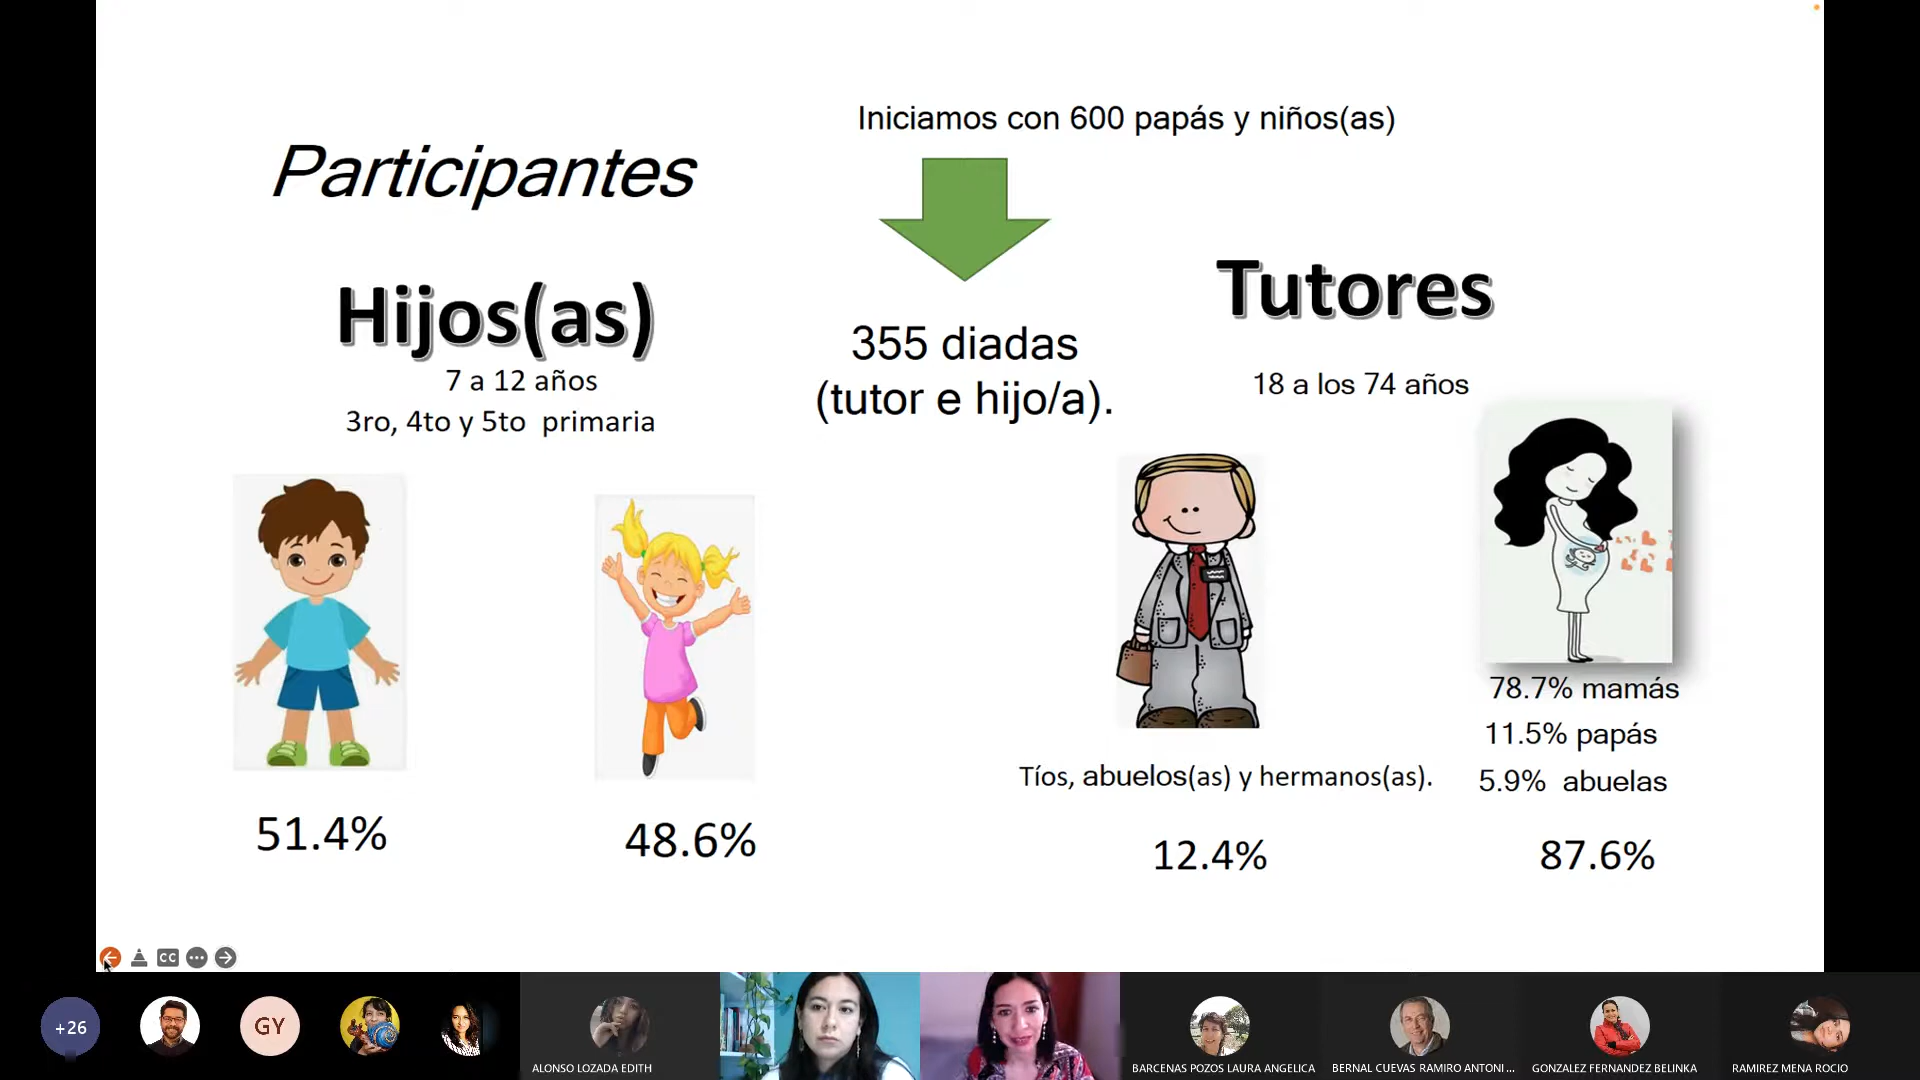 Iniciamos con 600 papás y niños(as)
Participantes
Hijos(as)
7 a 12 años
3ro, 4to y 5to primaria
355 diadas
(tutor e hijo/a).
Tutores
18 a los 74 años
51.4%
48.6%
Tíos, abuelos(as) y hermanos(as).
12.4%
78.7% mamás
11.5% papás
5.9% abuelas
87.6%
CC
+26
GY
ALONSO LOZADA EDITH
BARCENAS POZOS LAURA ANGELICA
BERNAL CUEVAS RAMIRO ANTONI ...
GONZALEZ FERNANDEZ BELINKA
RAMIREZ MENA ROCIO